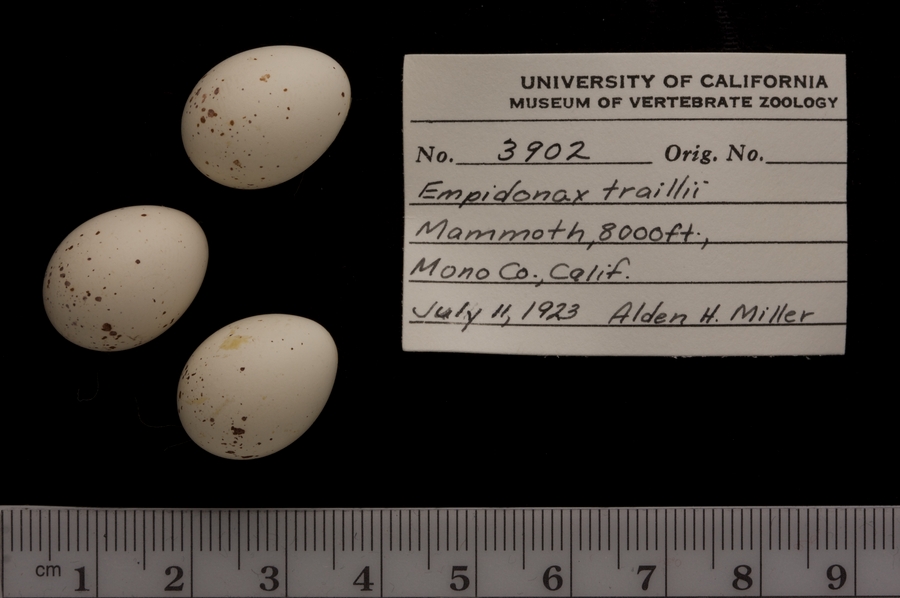 UNIVERSITY OF CALIFORNIA
MUSEUM OF VERTEBRATE ZOOLOGY
No. 3902 Orig. No.
Empidonax traillii
Mammoth, 8000ft.,
Mono Co., Calif.
July 11, 1923 Alden H. Miller
cm 1 2 3 4 5 6 7 8 9